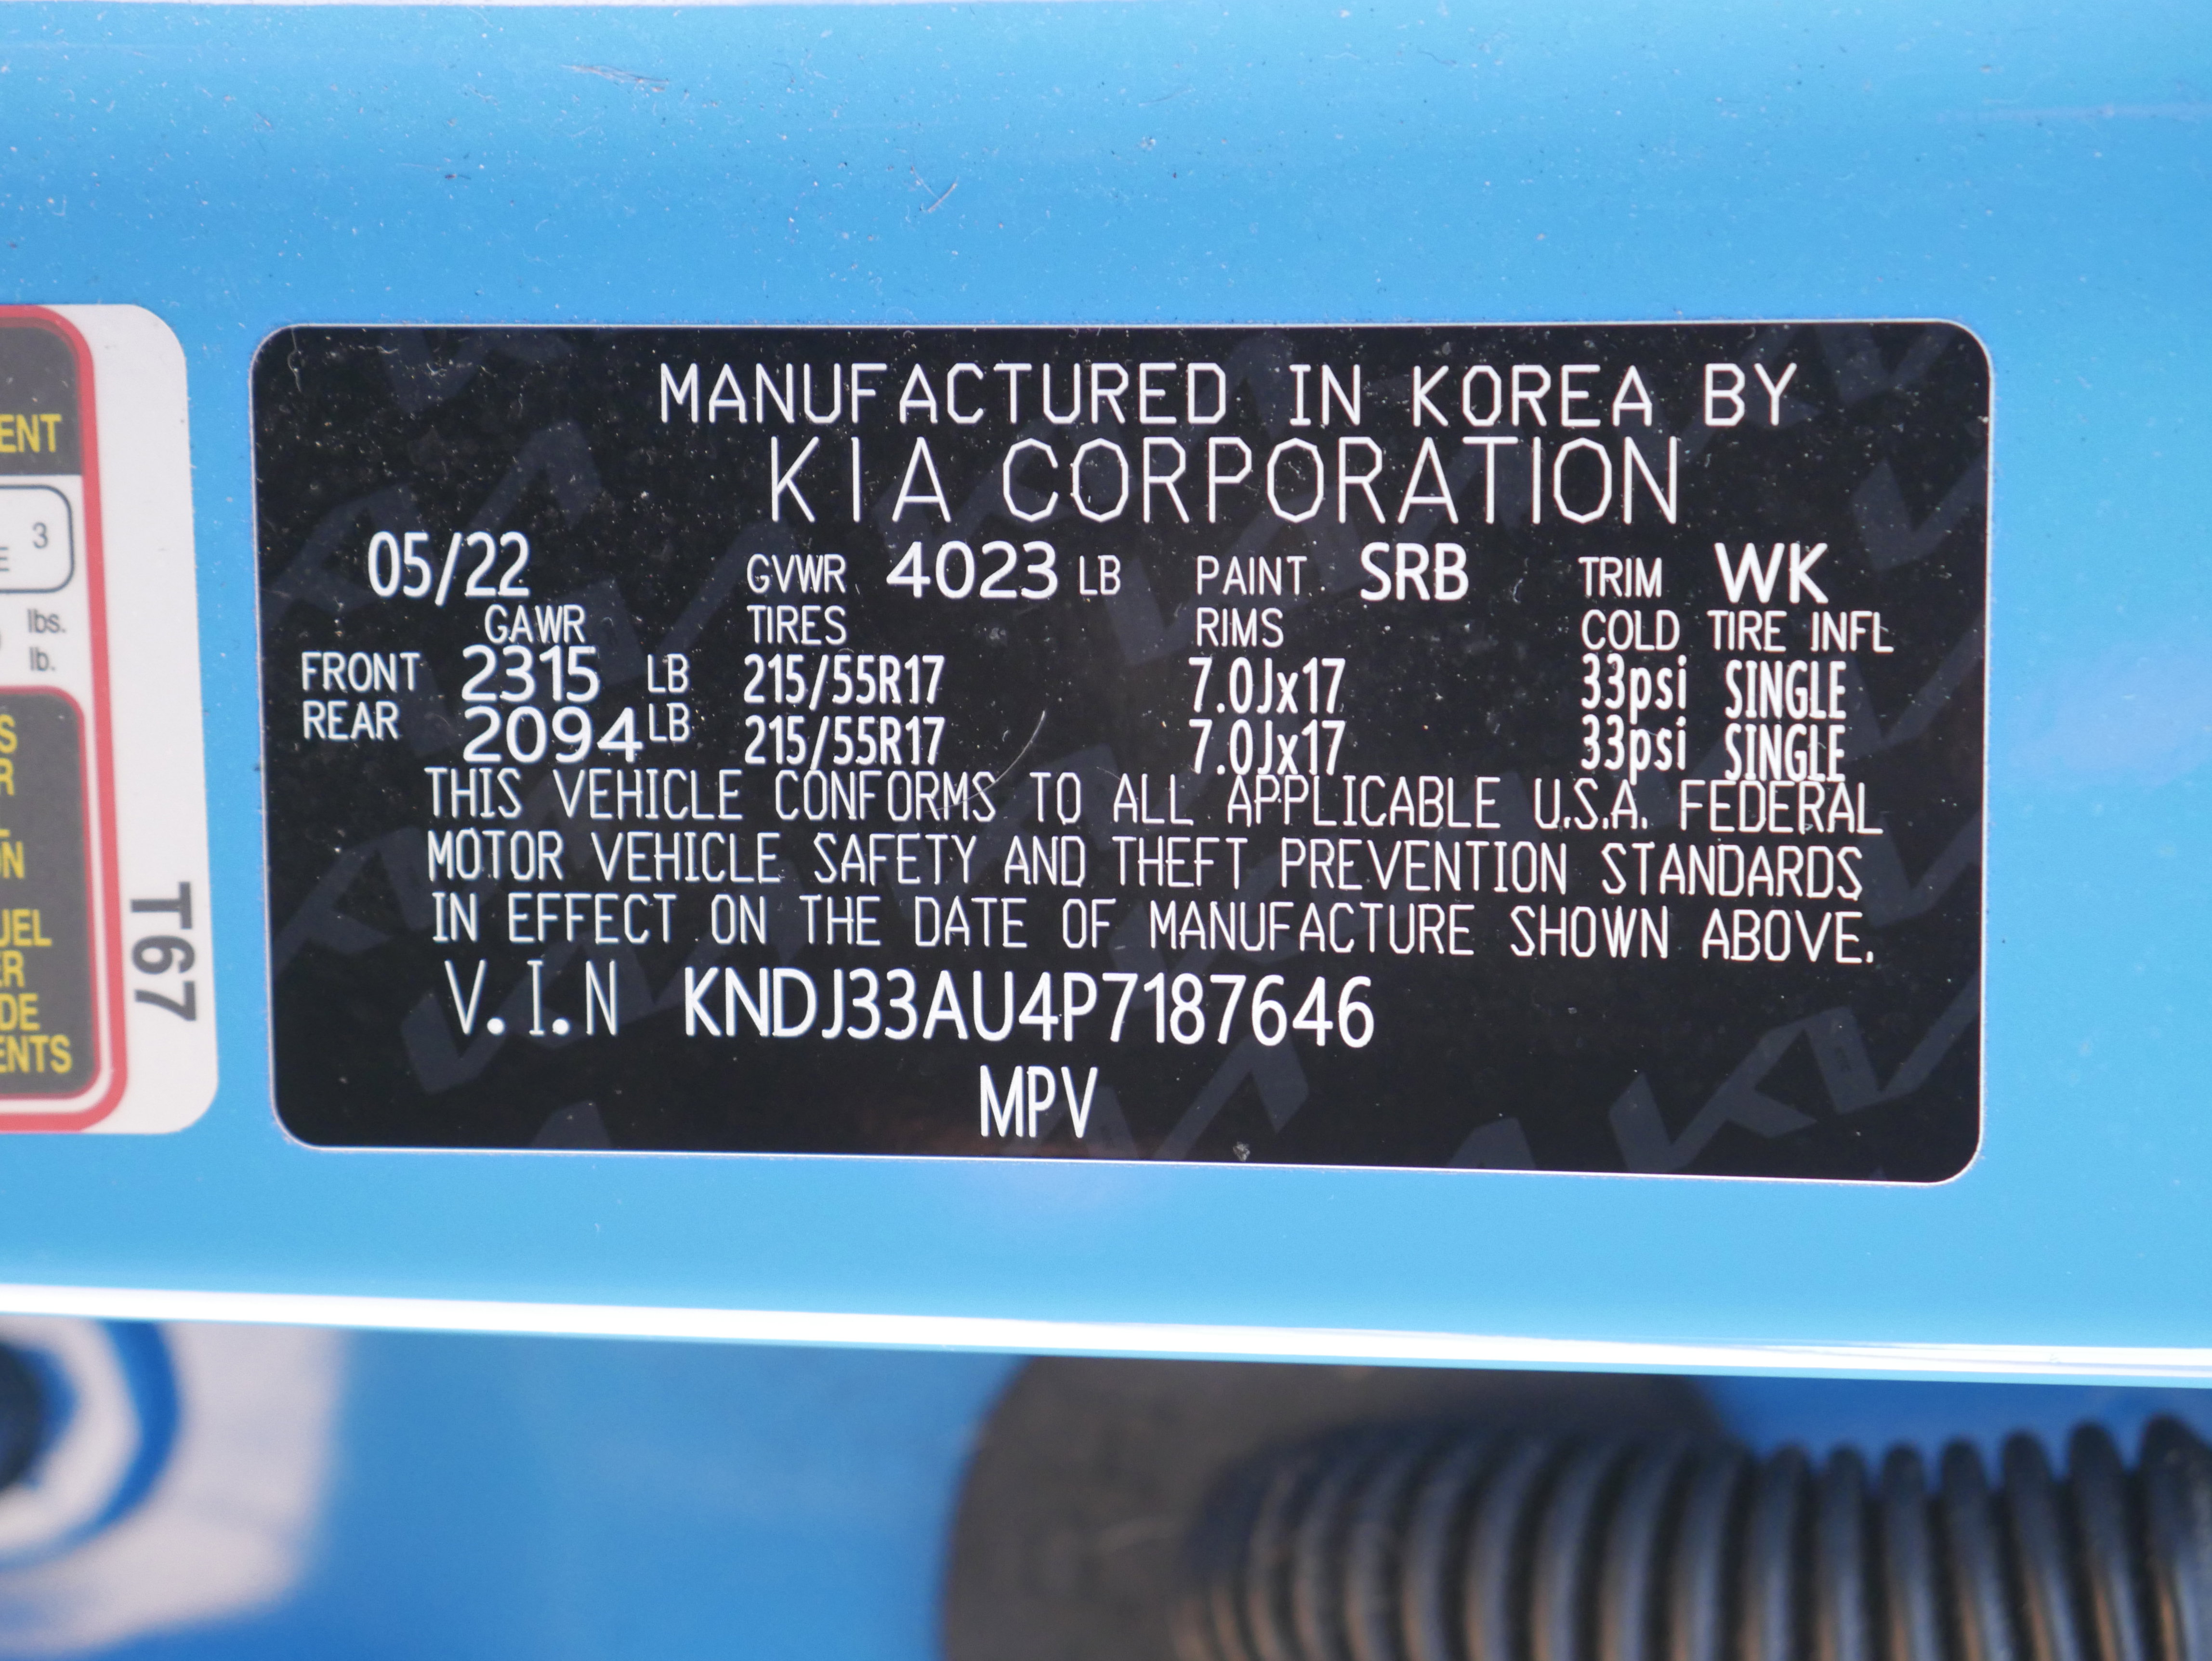 MANUFACTURED IN KOREA BY
KIA CORPORATION
05/22 GVWR 4023 LB PAINT SRB TRIM WK
GAWR TIRES RIMS COLD TIRE INFL
FRONT 2315 LB 215/55R17 7.0Jx17 33psi SINGLE
REAR 2094 LB 215/55R17 7.0Jx17 33psi SINGLE
THIS VEHICLE CONFORMS TO ALL APPLICABLE U.S.A. FEDERAL
MOTOR VEHICLE SAFETY AND THEFT PREVENTION STANDARDS
IN EFFECT ON THE DATE OF MANUFACTURE SHOWN ABOVE.
V.I.N KNDJ33AU4P7187646
MPV
3
lbs.
lb.
T67